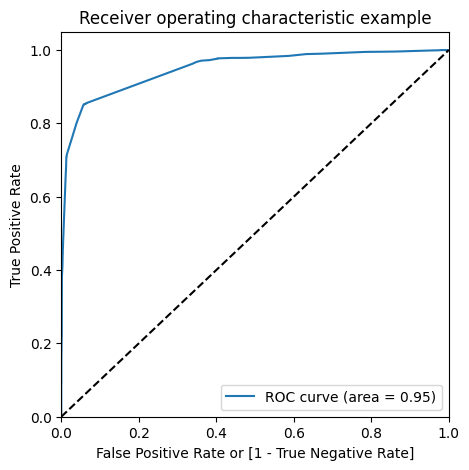 Receiver operating characteristic example
True Positive Rate
1.0
0.8
0.6
0.4
0.2
0.0
0.0 0.2 0.4 0.6 0.8 1.0
ROC curve (area = 0.95)
False Positive Rate or [1 - True Negative Rate]